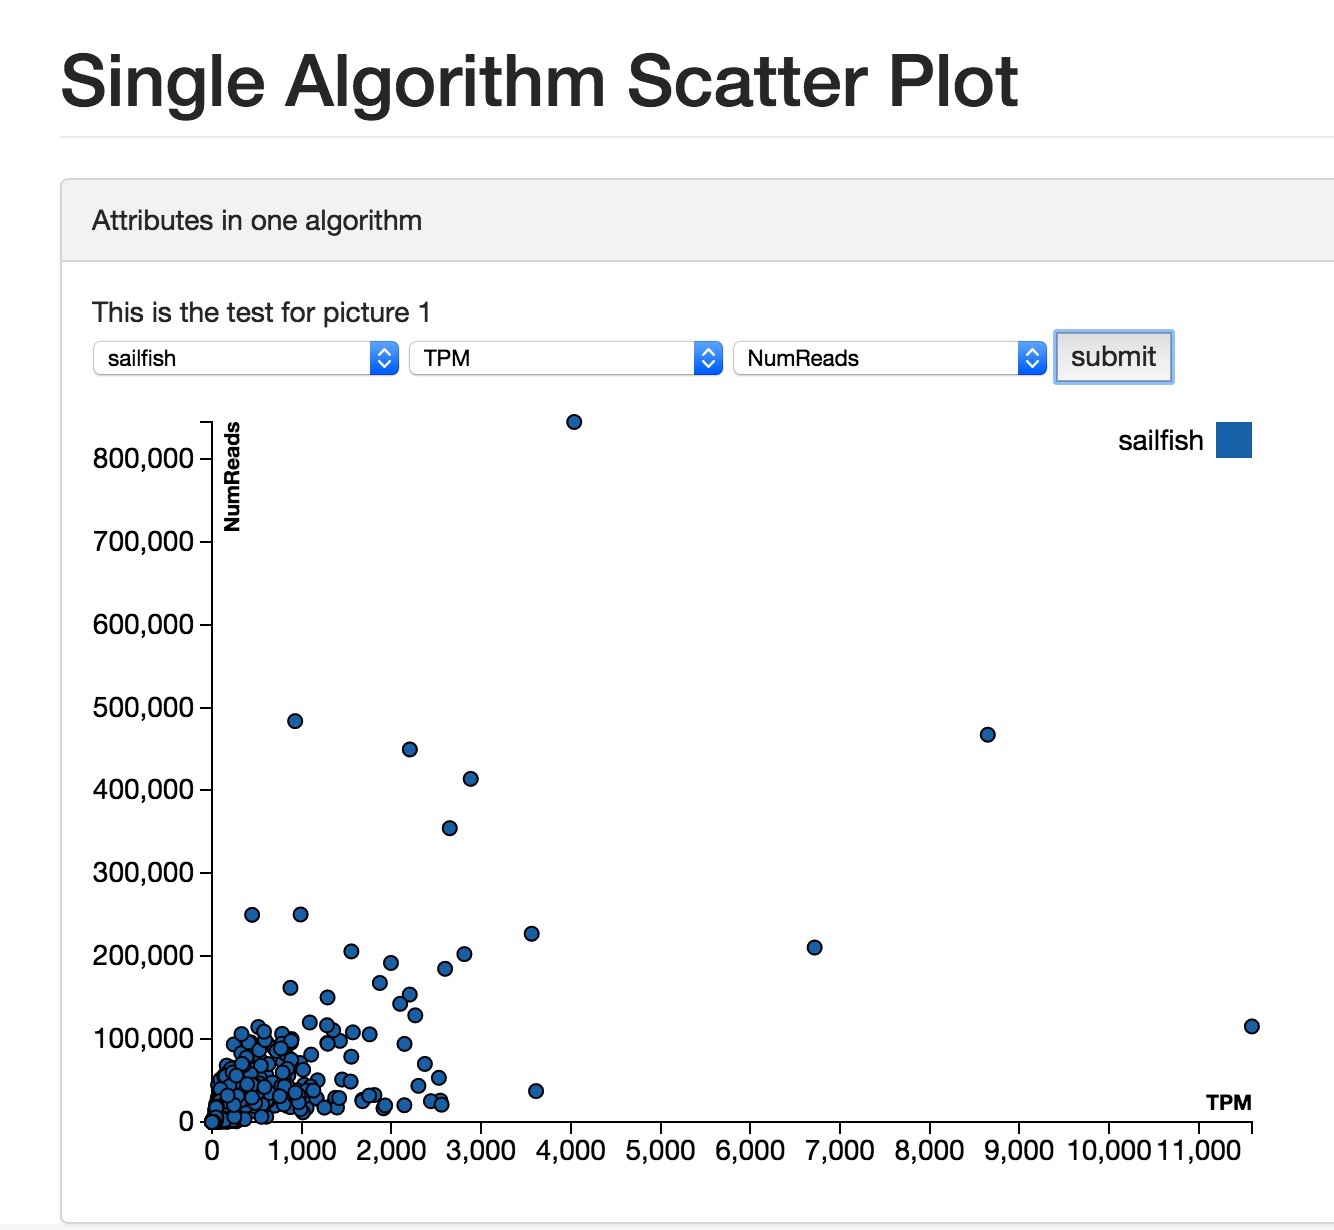 Single Algorithm Scatter Plot
Attributes in one algorithm
This is the test for picture 1
sailfish TPM NumReads submit
NumReads
sailfish
800,000
700,000
600,000
500,000
400,000
300,000
200,000
100,000
0
TPM
0 1,000 2,000 3,000 4,000 5,000 6,000 7,000 8,000 9,000 10,000 11,000